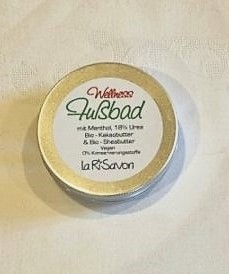 Wellness
Fußbad
mit Menthol, 18% Urea
Bio - Kakaobutter
& Bio - Sheabutter
Vegan
0% Konservierungsstoffe
La Ri Savon